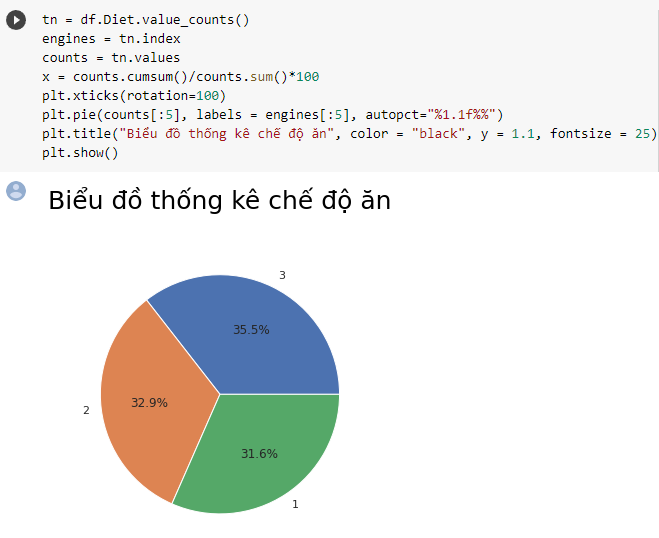 tn = df.Diet.value_counts()
engines = tn.index
counts = tn.values
x = counts.cumsum()/counts.sum()*100
plt.xticks(rotation=100)
plt.pie(counts[:5], labels = engines[:5], autopct="%1.1f%%")
plt.title("Biểu đồ thống kê chế độ ăn", color = "black", y = 1.1, fontsize = 25)
plt.show()
Biểu đồ thống kê chế độ ăn
3
35.5%
32.9%
2
31.6%
1